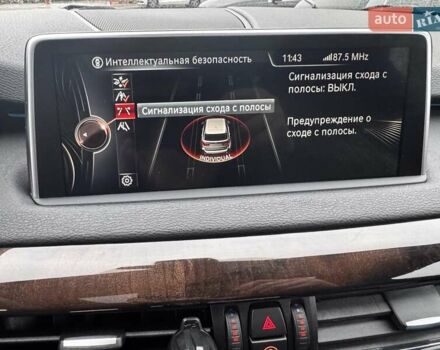 auto RIA
Интеллектуальная безопасность
11:43
87.5 MHz
Сигнализация схода с полосы
Сигнализация схода с
полосы: ВЫКЛ.
Предупреждение о
сходе с полосы.
INDIVIDUAL